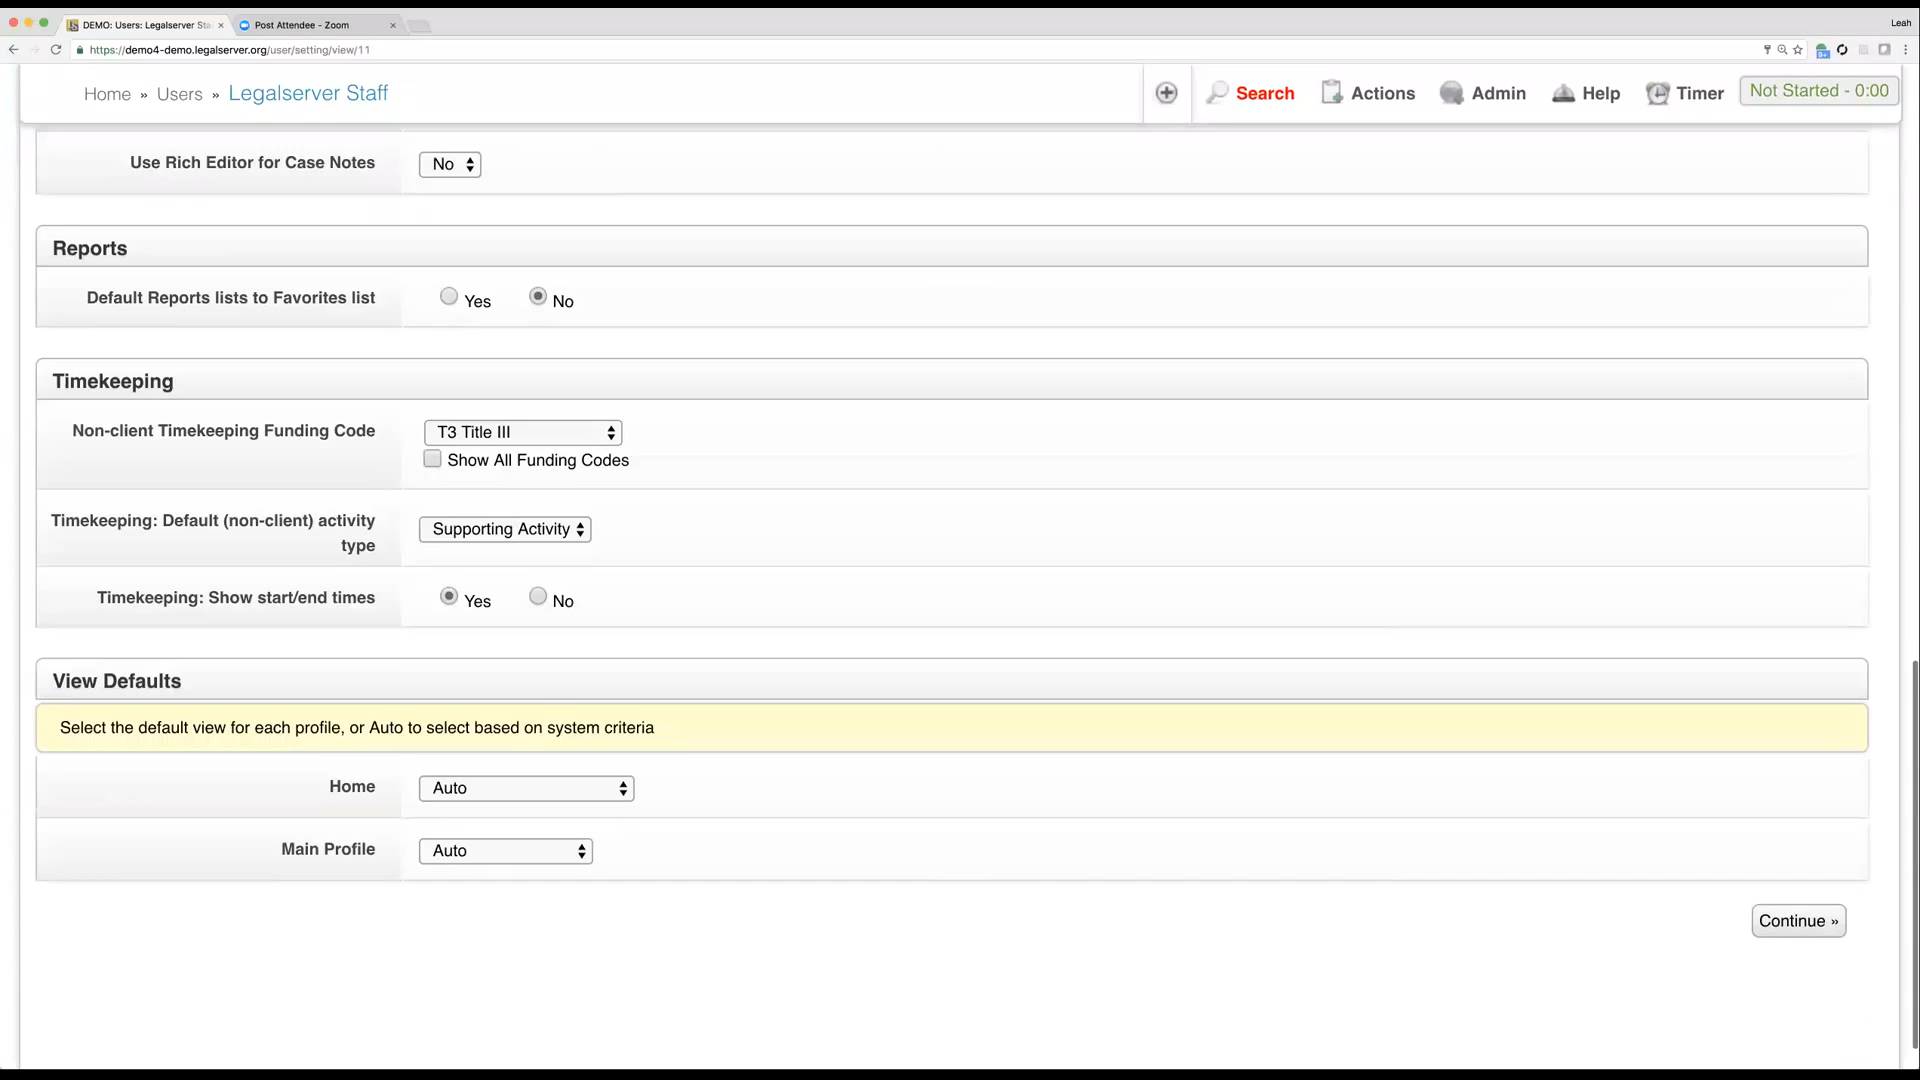 DEMO: Users: Legalserver Sta
Post Attendee - Zoom
Leah
https://demo4-demo.legalserver.org/user/setting/view/11
Home » Users » Legalserver Staff
Search
Actions
Admin
Help
Timer
Not Started - 0:00
Use Rich Editor for Case Notes
No
Reports
Default Reports lists to Favorites list
Yes
No
Timekeeping
Non-client Timekeeping Funding Code
T3 Title III
Show All Funding Codes
Timekeeping: Default (non-client) activity
type
Supporting Activity
Timekeeping: Show start/end times
Yes
No
View Defaults
Select the default view for each profile, or Auto to select based on system criteria
Home
Auto
Main Profile
Auto
Continue »